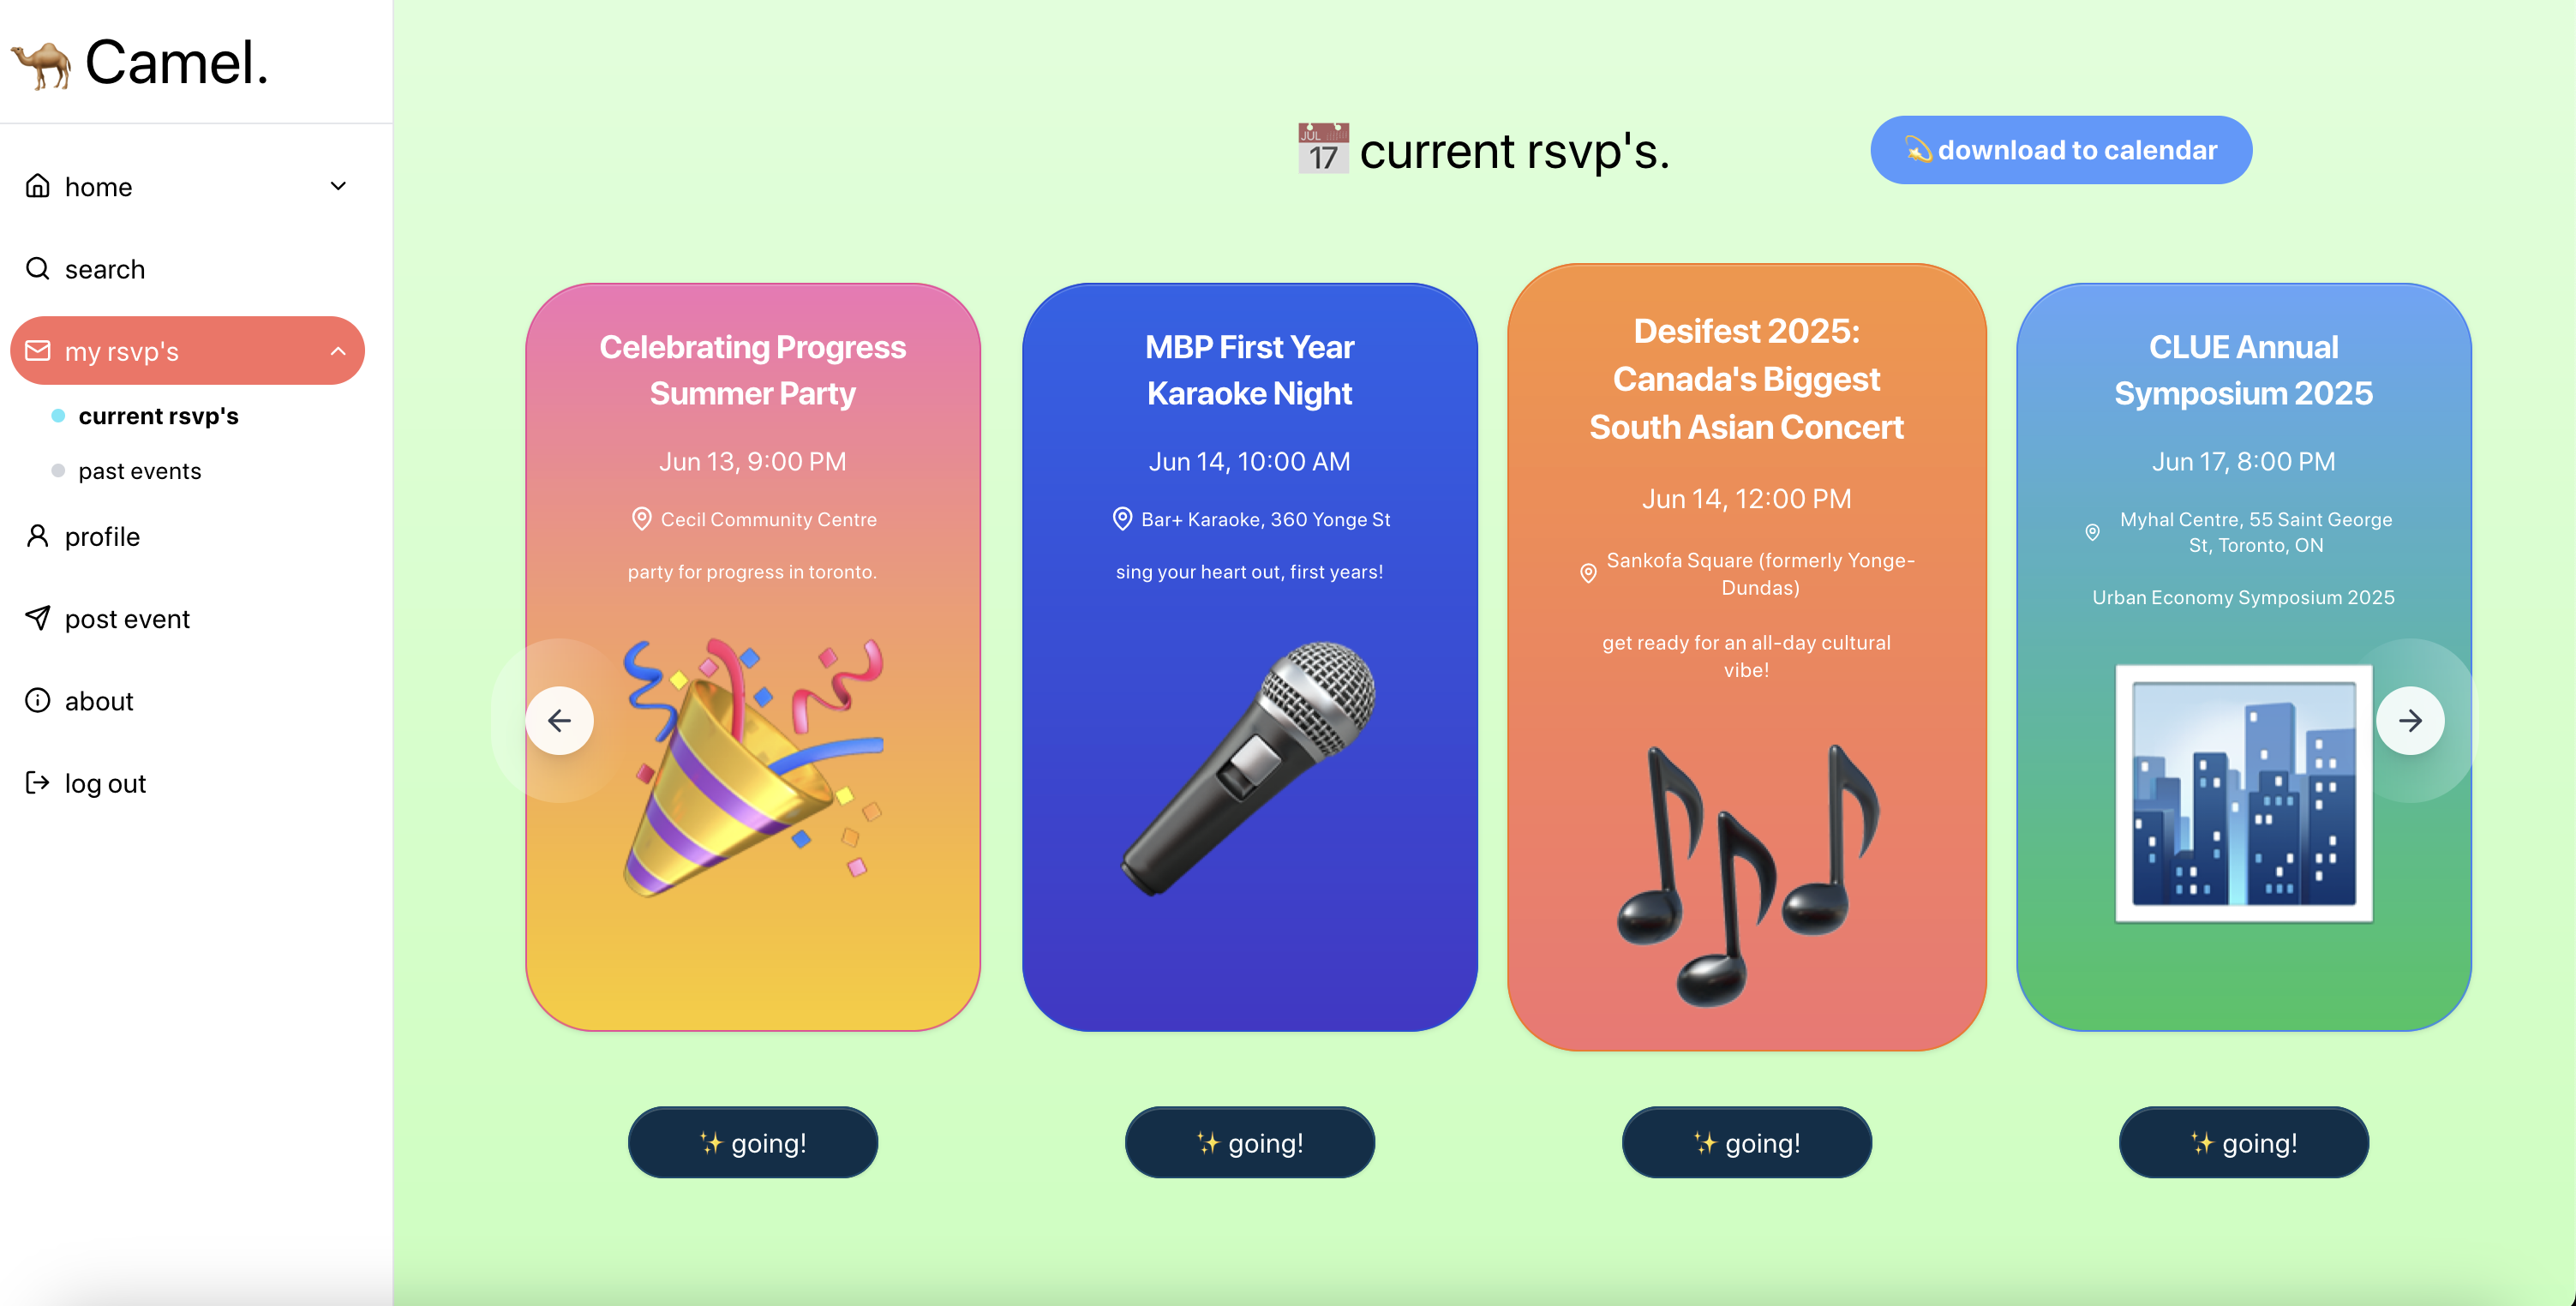 Camel.
home
search
my rsvp's
current rsvp's
past events
profile
post event
about
log out
JUL
17
current rsvp's.
download to calendar
Celebrating Progress
Summer Party
Jun 13, 9:00 PM
Cecil Community Centre
party for progress in toronto.
going!
MBP First Year
Karaoke Night
Jun 14, 10:00 AM
Bar+ Karaoke, 360 Yonge St
sing your heart out, first years!
going!
Desifest 2025:
Canada's Biggest
South Asian Concert
Jun 14, 12:00 PM
Sankofa Square (formerly Yonge-
Dundas)
get ready for an all-day cultural
vibe!
going!
CLUE Annual
Symposium 2025
Jun 17, 8:00 PM
Myhal Centre, 55 Saint George
St, Toronto, ON
Urban Economy Symposium 2025
going!